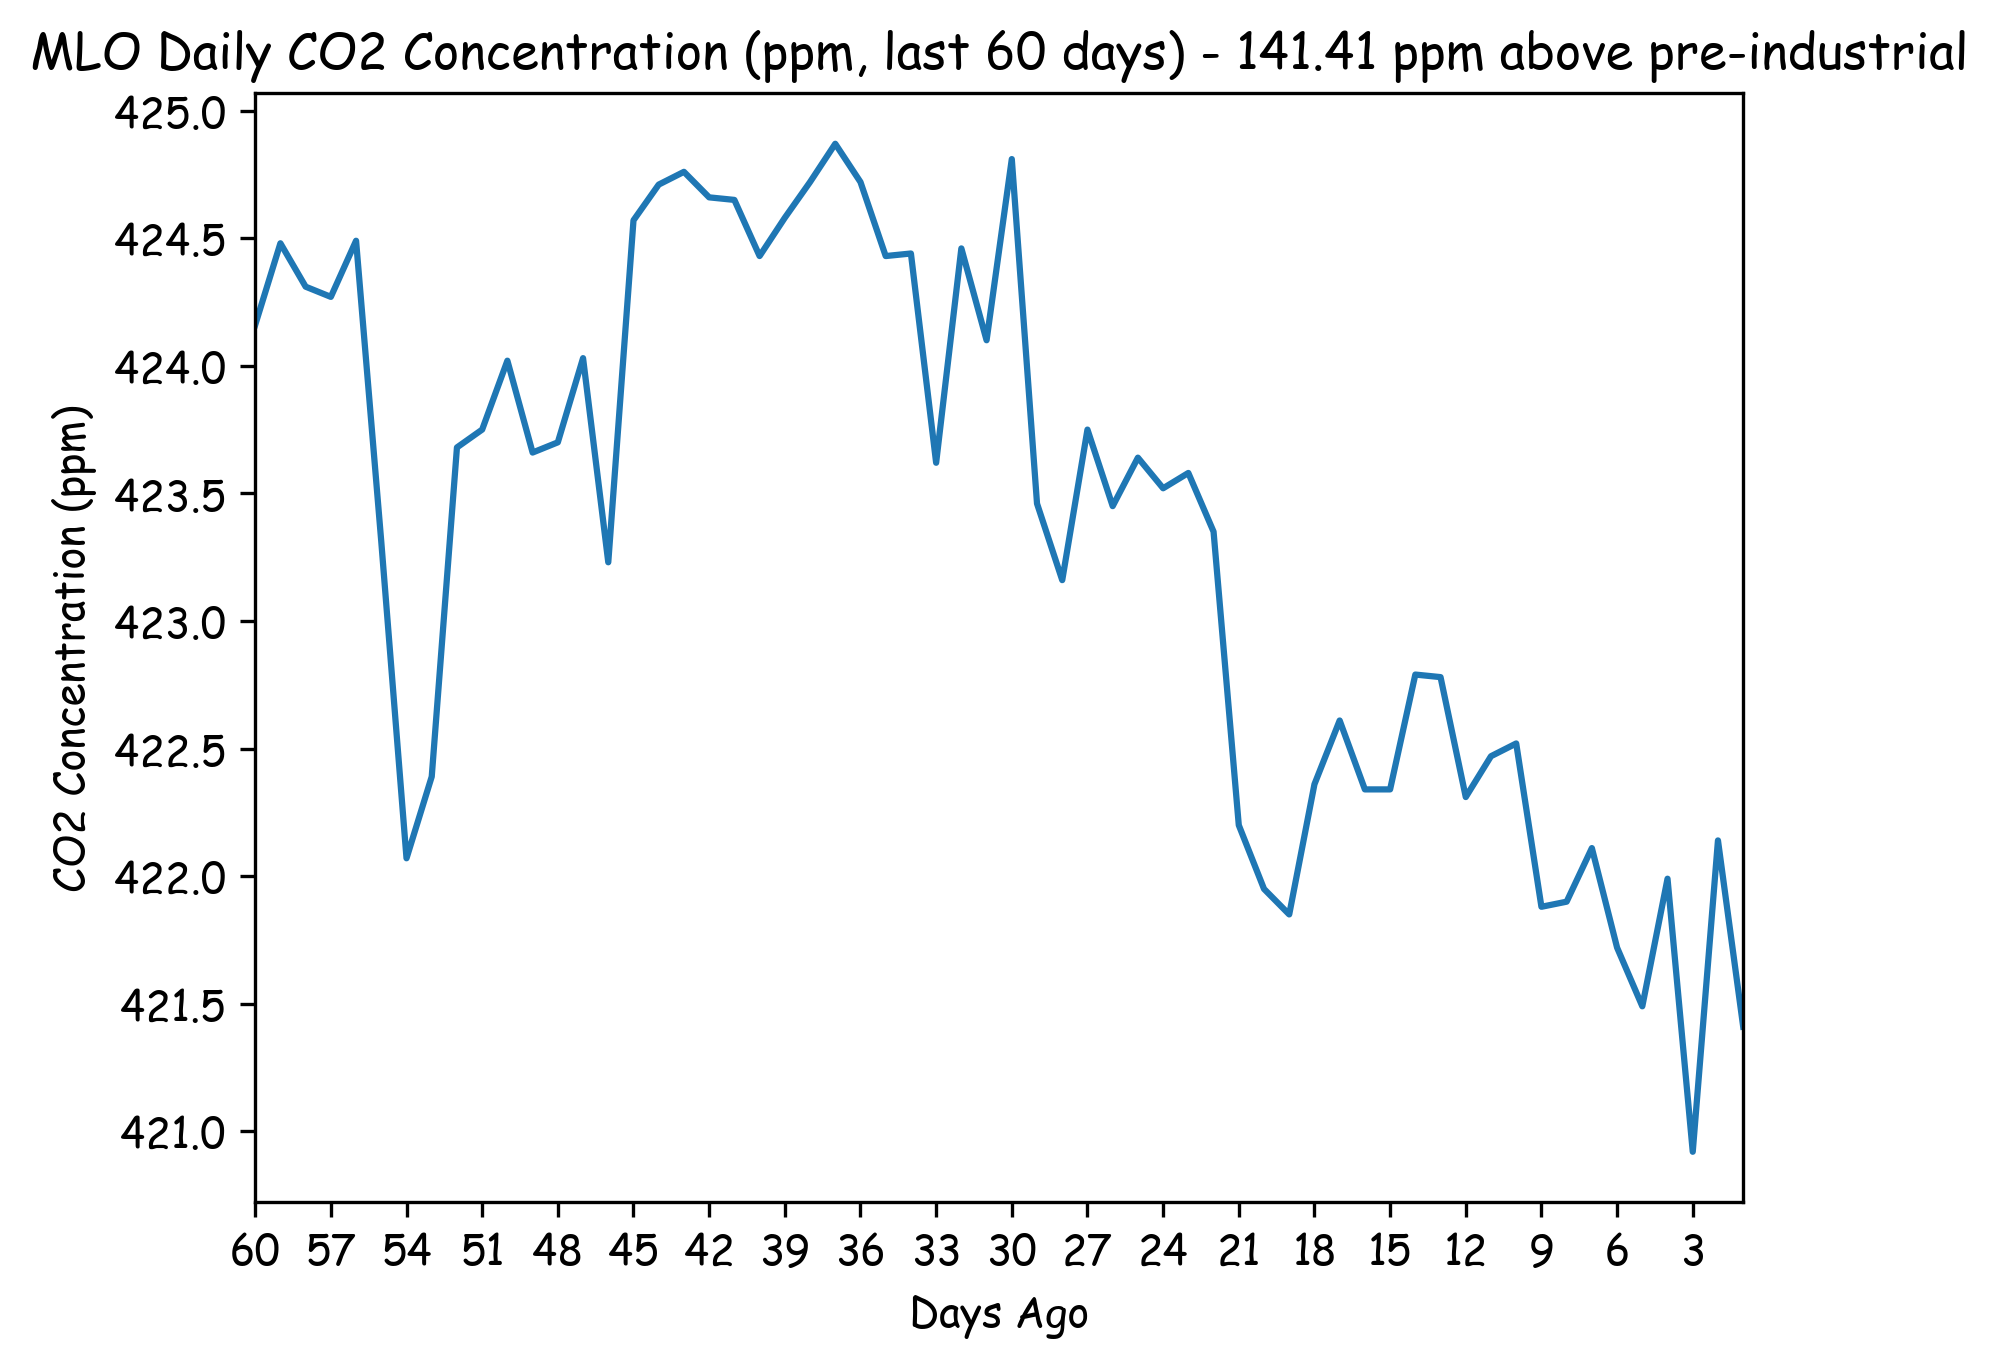 MLO Daily CO2 Concentration (ppm, last 60 days) - 141.41 ppm above pre-industrial
425.0
424.5
424.0
423.5
423.0
422.5
422.0
421.5
421.0
CO2 Concentration (ppm)
60 57 54 51 48 45 42 39 36 33 30 27 24 21 18 15 12 9 6 3
Days Ago